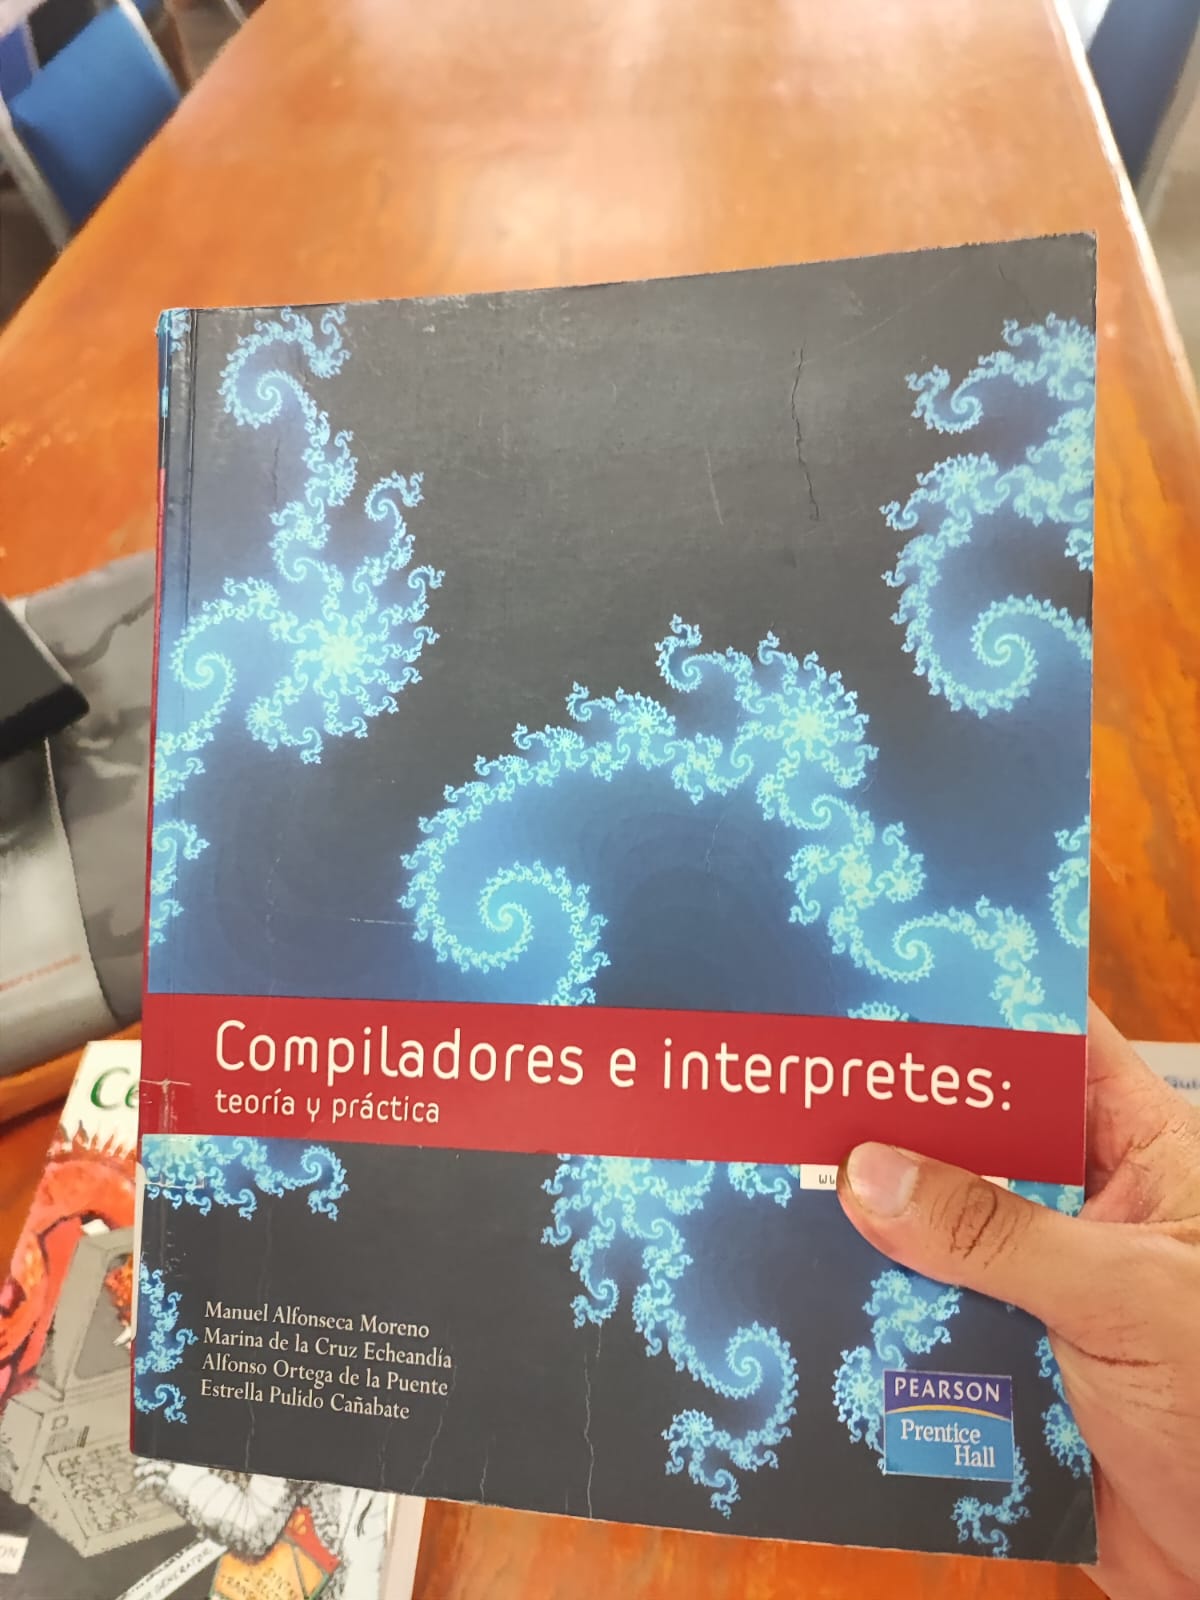 Compiladores e interpretes:
teoría y práctica
Manuel Alfonseca Moreno
Marina de la Cruz Echeandía
Alfonso Ortega de la Puente
Estrella Pulido Cañabate
PEARSON
Prentice
Hall